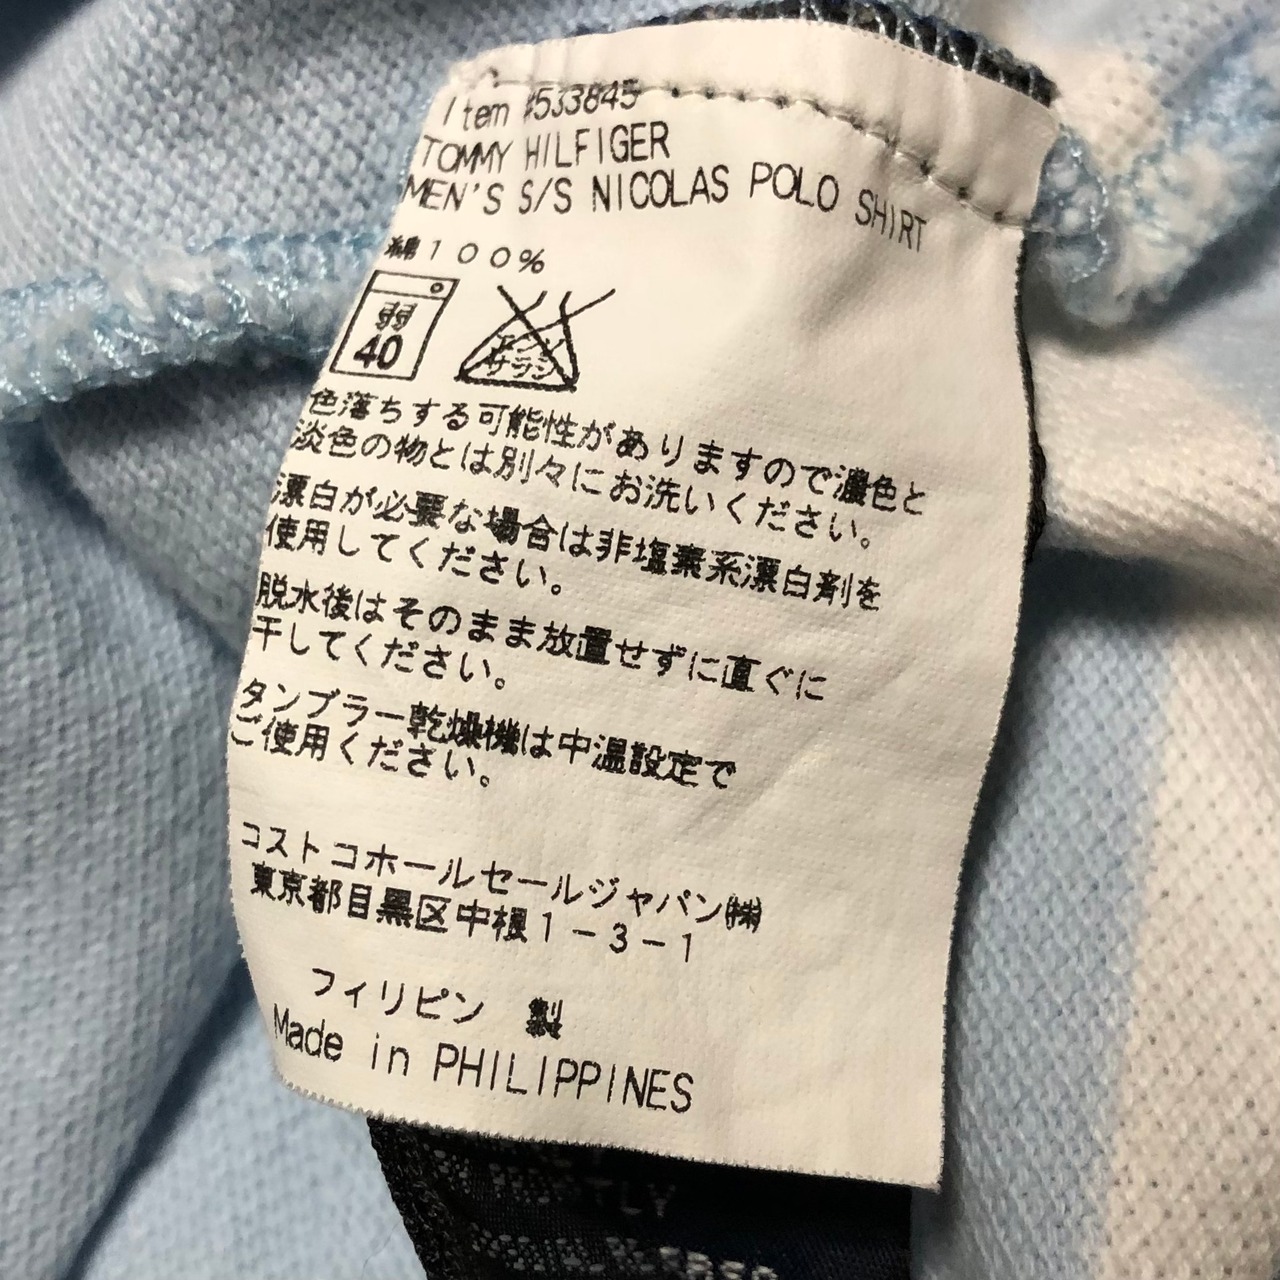 Item #533845
TOMMY HILFIGER
MEN'S S/S NICOLAS POLO SHIRT
綿100%
弱
40
エンソ
サラシ
色落ちする可能性がありますので濃色と
淡色の物とは別々にお洗いください。
漂白が必要な場合は非塩素系漂白剤を
使用してください。
脱水後はそのまま放置せずに直ぐに
干してください。
タンブラー乾燥機は中温設定で
ご使用ください。
コストコホールセールジャパン㈱
東京都目黒区中根1-3-1
フィリピン 製
Made in PHILIPPINES